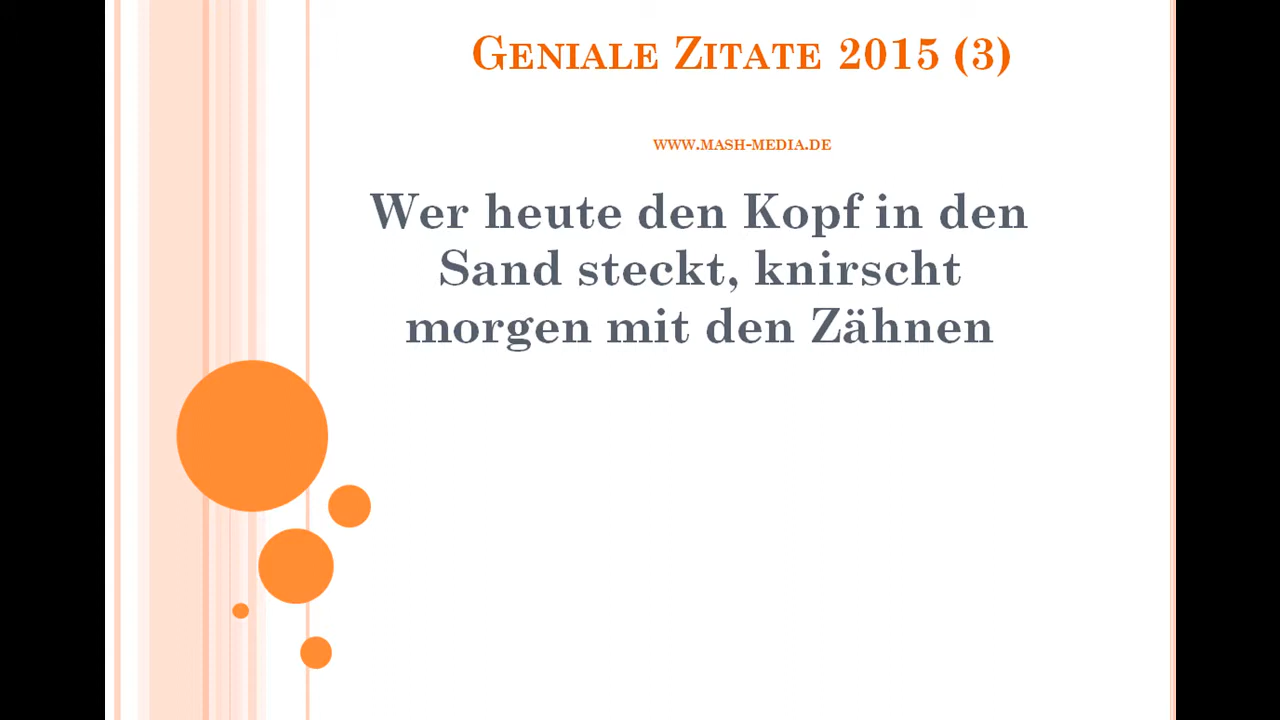 Geniale Zitate 2015 (3)
www.mash-media.de
Wer heute den Kopf in den
Sand steckt, knirscht
morgen mit den Zähnen